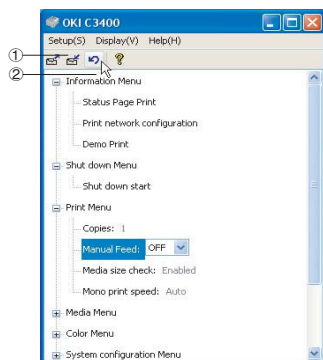 OKI C3400
Setup(S) Display(V) Help(H)
①
②
Information Menu
Status Page Print
Print network configuration
Demo Print
Shut down Menu
Shut down start
Print Menu
Copies: 1
Manual Feed: OFF
Media size check: Enabled
Mono print speed: Auto
Media Menu
Color Menu
System configuration Menu